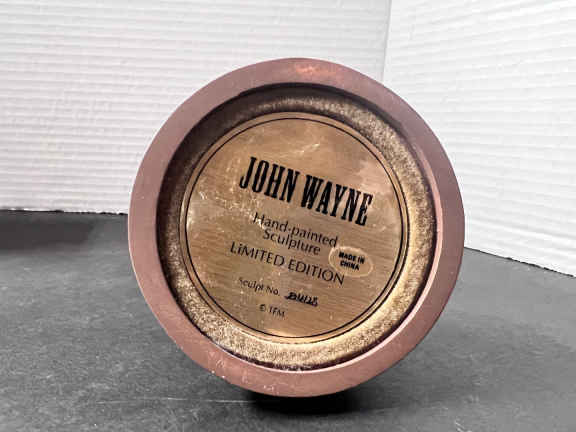 JOHN WAYNE
Hand-painted
Sculpture
LiMITED EDITION
MADE IN
CHINA
Sculpt No.
© TFM